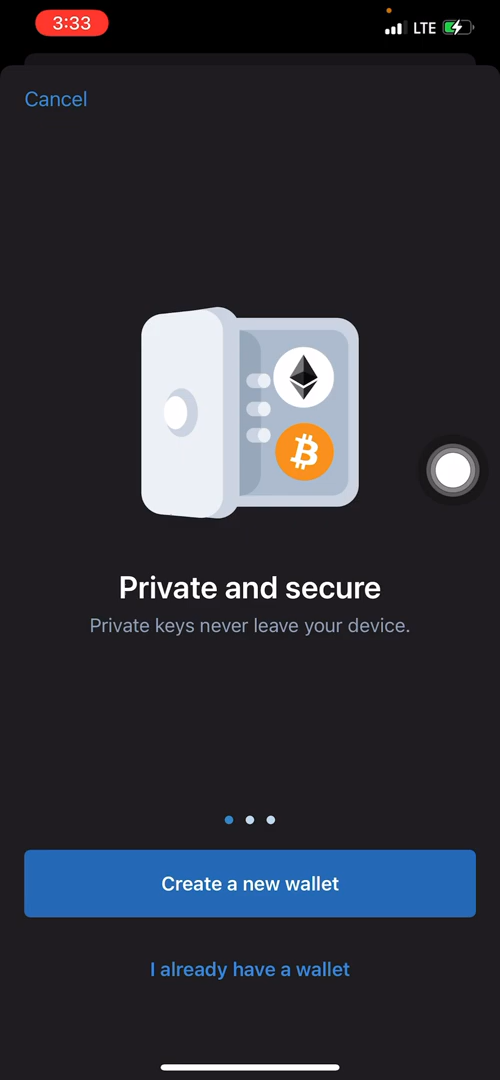 3:33
LTE
Cancel
Private and secure
Private keys never leave your device.
Create a new wallet
I already have a wallet